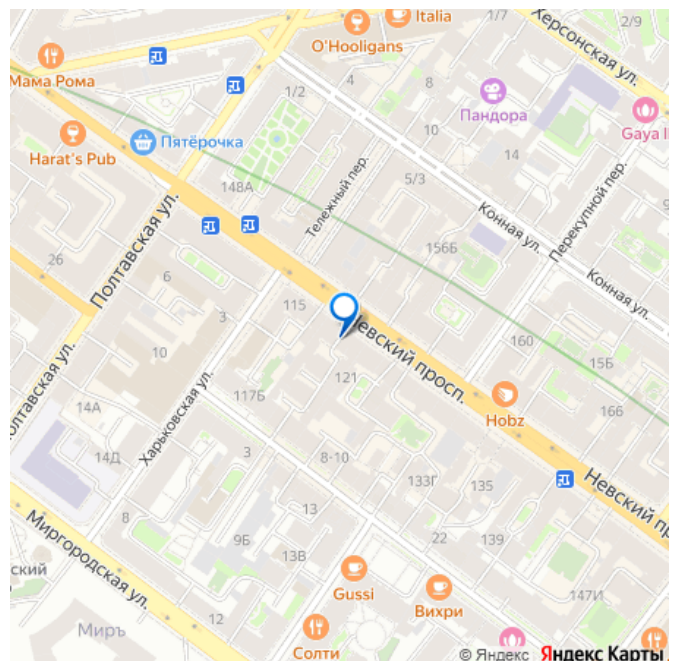 Italia
O'Hooligans
1/7
Херсонская ул.
2/9
Мама Рома
4
8
1/2
Пандора
10
Gaya
Пятёрочка
Harat's Pub
14
148А
Тележный пер.
5/3
Перекупной пер.
9
Полтавская ул.
Конная ул.
156Б
26
6
115
Конная ул.
3
Невский просп.
160
15Б
10
121
117Б
Hobz
16Б
14А
Харьковская ул.
Полтавская ул.
14Д
3
8-10
133Г
135
Невский пр
8
13
Миргородская ул.
9Б
22
139
13В
ский
Gussi
Вихри
147И
12
Миръ
Солти
© Яндекс Яндекс Карты